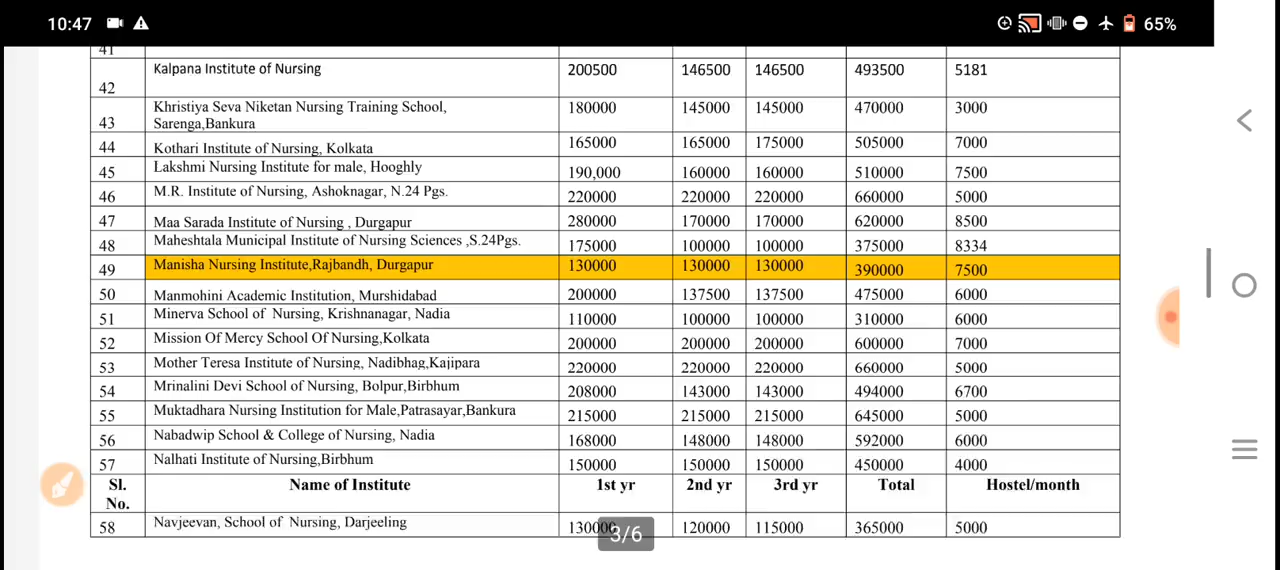 10:47
65%
41
42 Kalpana Institute of Nursing 200500 146500 146500 493500 5181
43 Khristiya Seva Niketan Nursing Training School, 180000 145000 145000 470000 3000
Sarenga,Bankura
44 Kothari Institute of Nursing, Kolkata 165000 165000 175000 505000 7000
45 Lakshmi Nursing Institute for male, Hooghly 190,000 160000 160000 510000 7500
46 M.R. Institute of Nursing, Ashoknagar, N.24 Pgs. 220000 220000 220000 660000 5000
47 Maa Sarada Institute of Nursing , Durgapur 280000 170000 170000 620000 8500
48 Maheshtala Municipal Institute of Nursing Sciences ,S.24Pgs. 175000 100000 100000 375000 8334
49 Manisha Nursing Institute,Rajbandh, Durgapur 130000 130000 130000 390000 7500
50 Manmohini Academic Institution, Murshidabad 200000 137500 137500 475000 6000
51 Minerva School of Nursing, Krishnanagar, Nadia 110000 100000 100000 310000 6000
52 Mission Of Mercy School Of Nursing,Kolkata 200000 200000 200000 600000 7000
53 Mother Teresa Institute of Nursing, Nadibhag,Kajipara 220000 220000 220000 660000 5000
54 Mrinalini Devi School of Nursing, Bolpur,Birbhum 208000 143000 143000 494000 6700
55 Muktadhara Nursing Institution for Male,Patrasayar,Bankura 215000 215000 215000 645000 5000
56 Nabadwip School & College of Nursing, Nadia 168000 148000 148000 592000 6000
57 Nalhati Institute of Nursing,Birbhum 150000 150000 150000 450000 4000
Sl. Name of Institute 1st yr 2nd yr 3rd yr Total Hostel/month
No.
58 Navjeevan, School of Nursing, Darjeeling 130000 120000 115000 365000 5000
3/6